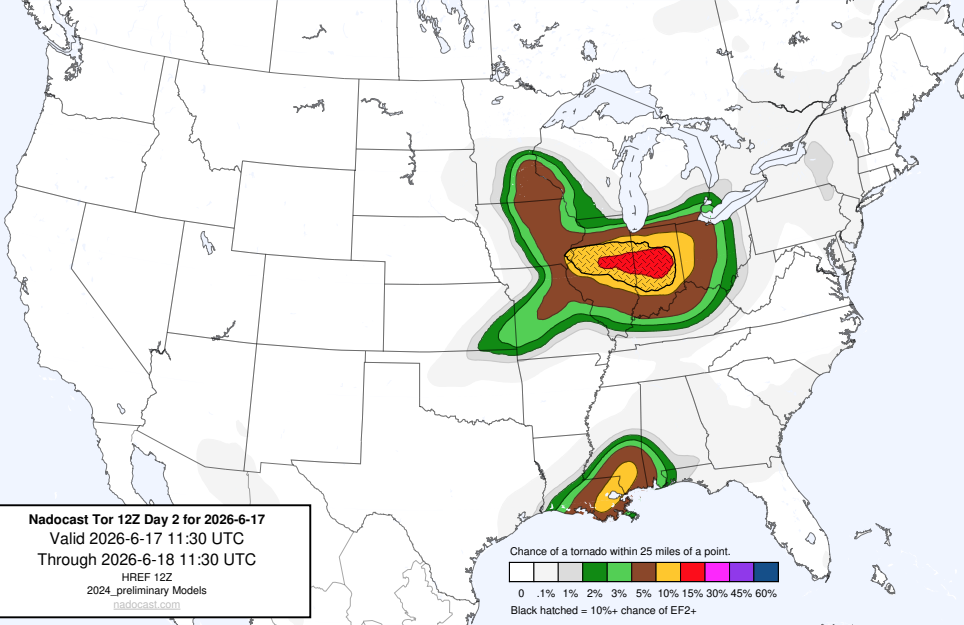 Nadocast Tor 12Z Day 2 for 2026-6-17
Valid 2026-6-17 11:30 UTC
Through 2026-6-18 11:30 UTC
HREF 12Z
2024_preliminary Models
nadocast.com
Chance of a tornado within 25 miles of a point.
0 .1% 1% 2% 3% 5% 10% 15% 30% 45% 60%
Black hatched = 10%+ chance of EF2+